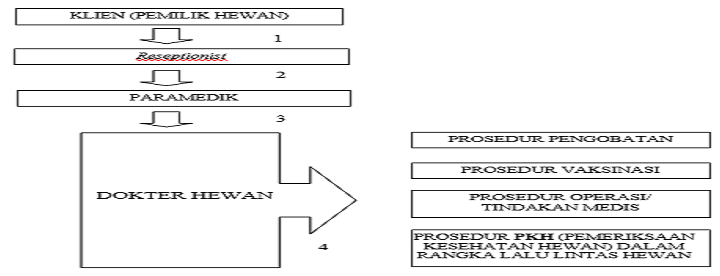 KLIEN (PEMILIK HEWAN)
1
Reseptionist
2
PARAMEDIK
3
DOKTER HEWAN
4
PROSEDUR PENGOBATAN
PROSEDUR VAKSINASI
PROSEDUR OPERASI/
TINDAKAN MEDIS
PROSEDUR PKH (PEMERIKSAAN
KESEHATAN HEWAN) DALAM
RANGKA LALU LINTAS HEWAN